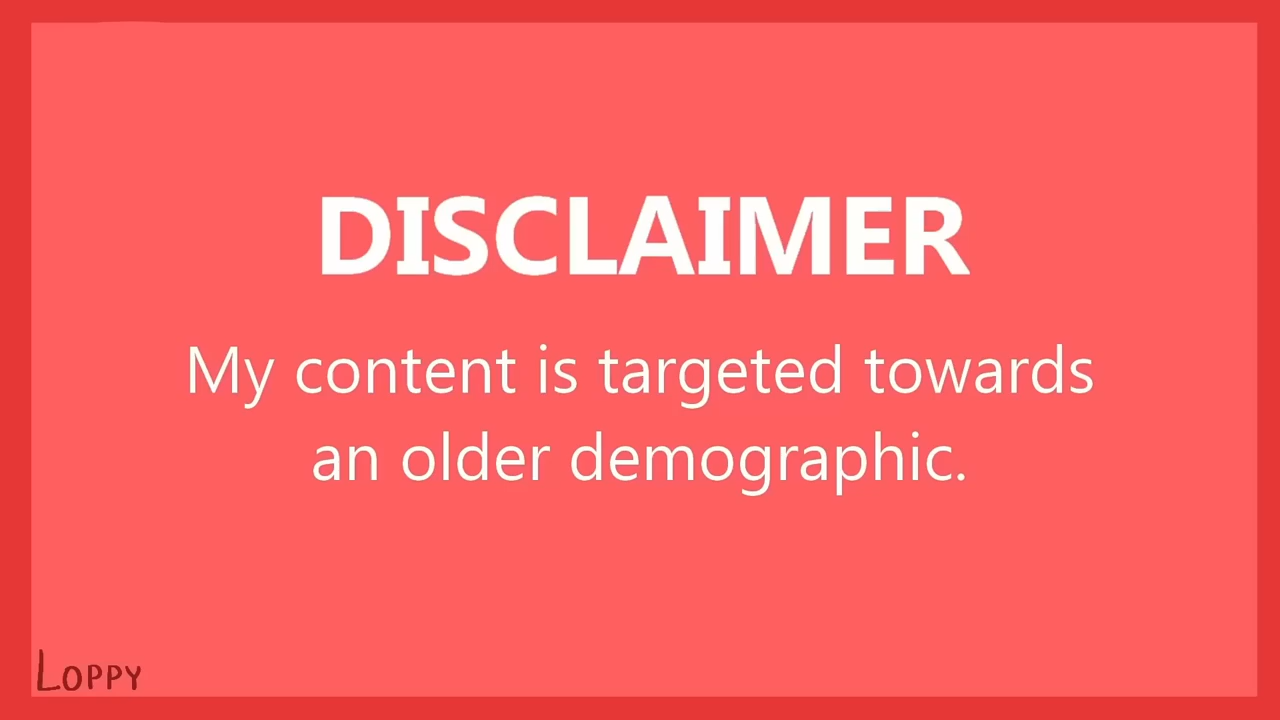 DISCLAIMER
My content is targeted towards
an older demographic.
LOPPY